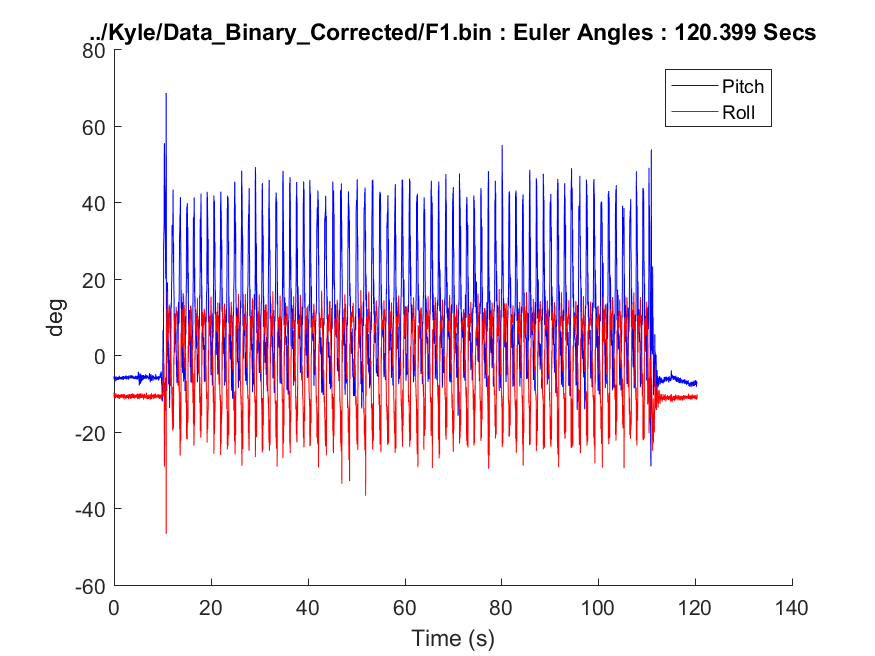 ../Kyle/Data_Binary_Corrected/F1.bin : Euler Angles : 120.399 Secs
80
60
40
20
0
-20
-40
-60
deg
Pitch
Roll
0 20 40 60 80 100 120 140
Time (s)